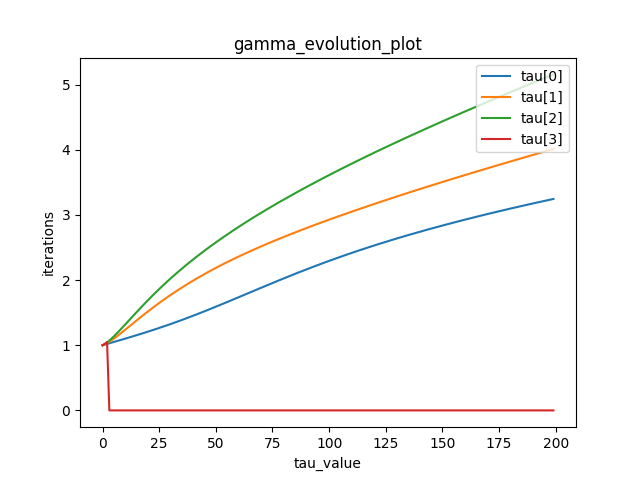 gamma_evolution_plot
tau[0]
tau[1]
tau[2]
tau[3]
5
4
3
2
1
0
iterations
0 25 50 75 100 125 150 175 200
tau_value